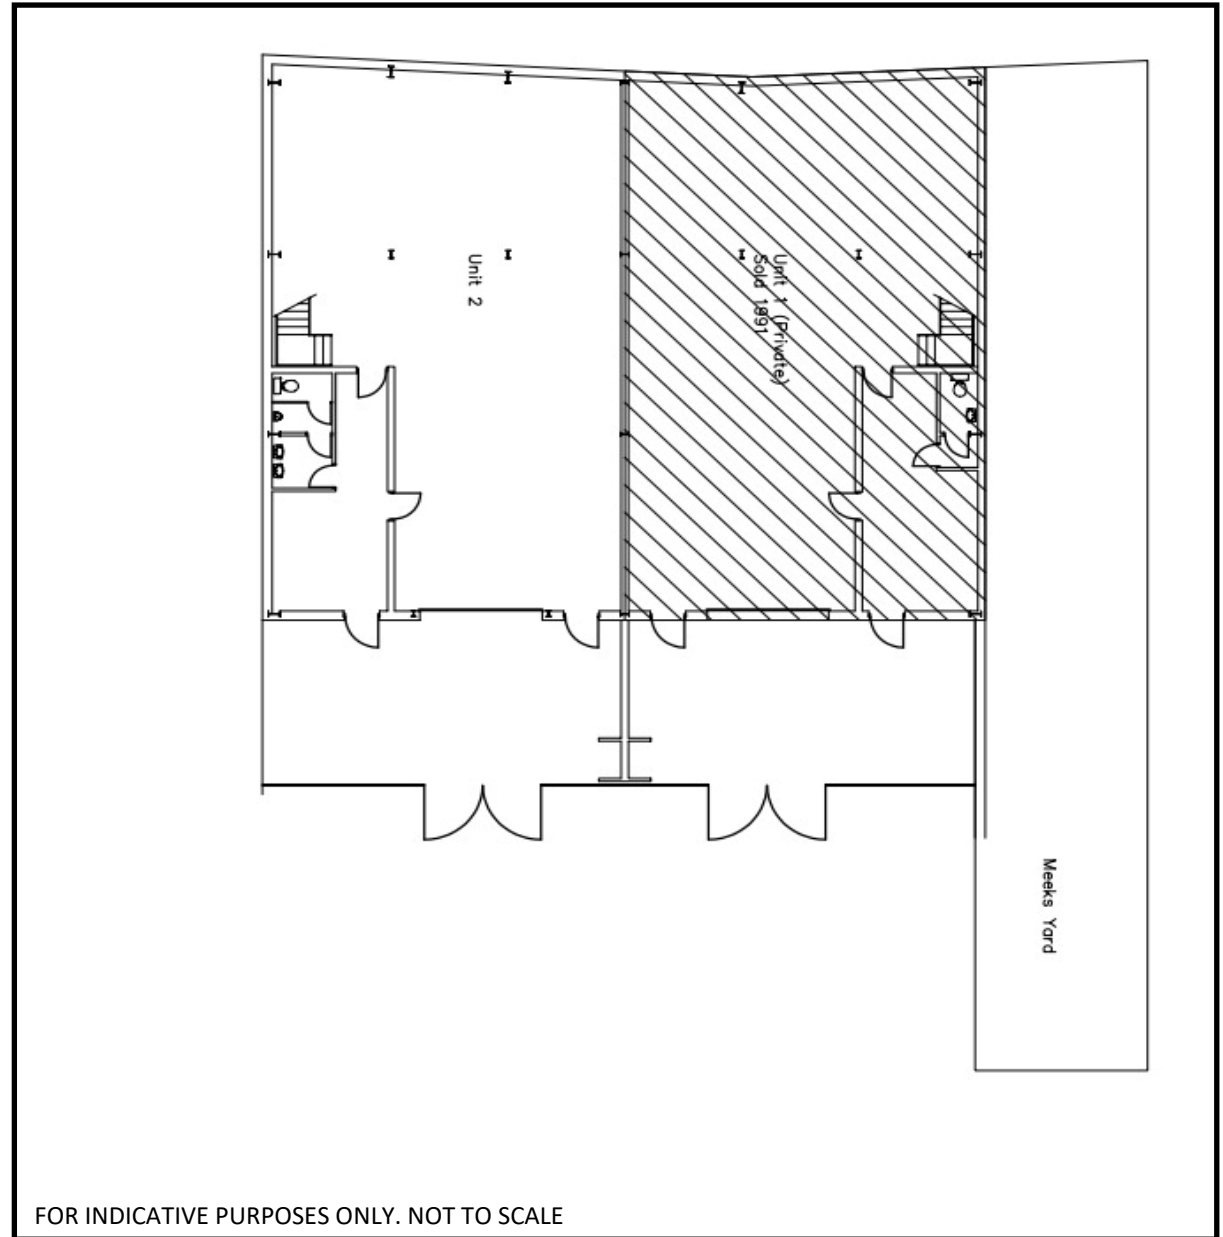 Unit 2
Unit 1 (Private)
Sold 1991
Meeks Yard
FOR INDICATIVE PURPOSES ONLY. NOT TO SCALE